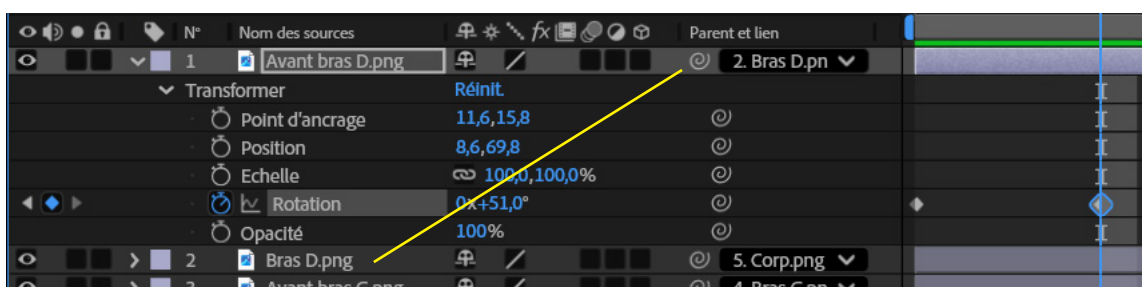 N° Nom des sources fx Parent et lien
1 Avant bras D.png 2. Bras D.pn
Transformer Réinit.
Point d'ancrage 11,6,15,8
Position 8,6,69,8
Echelle 100,0,100,0%
Rotation 0x+51,0°
Opacité 100%
2 Bras D.png 5. Corp.png